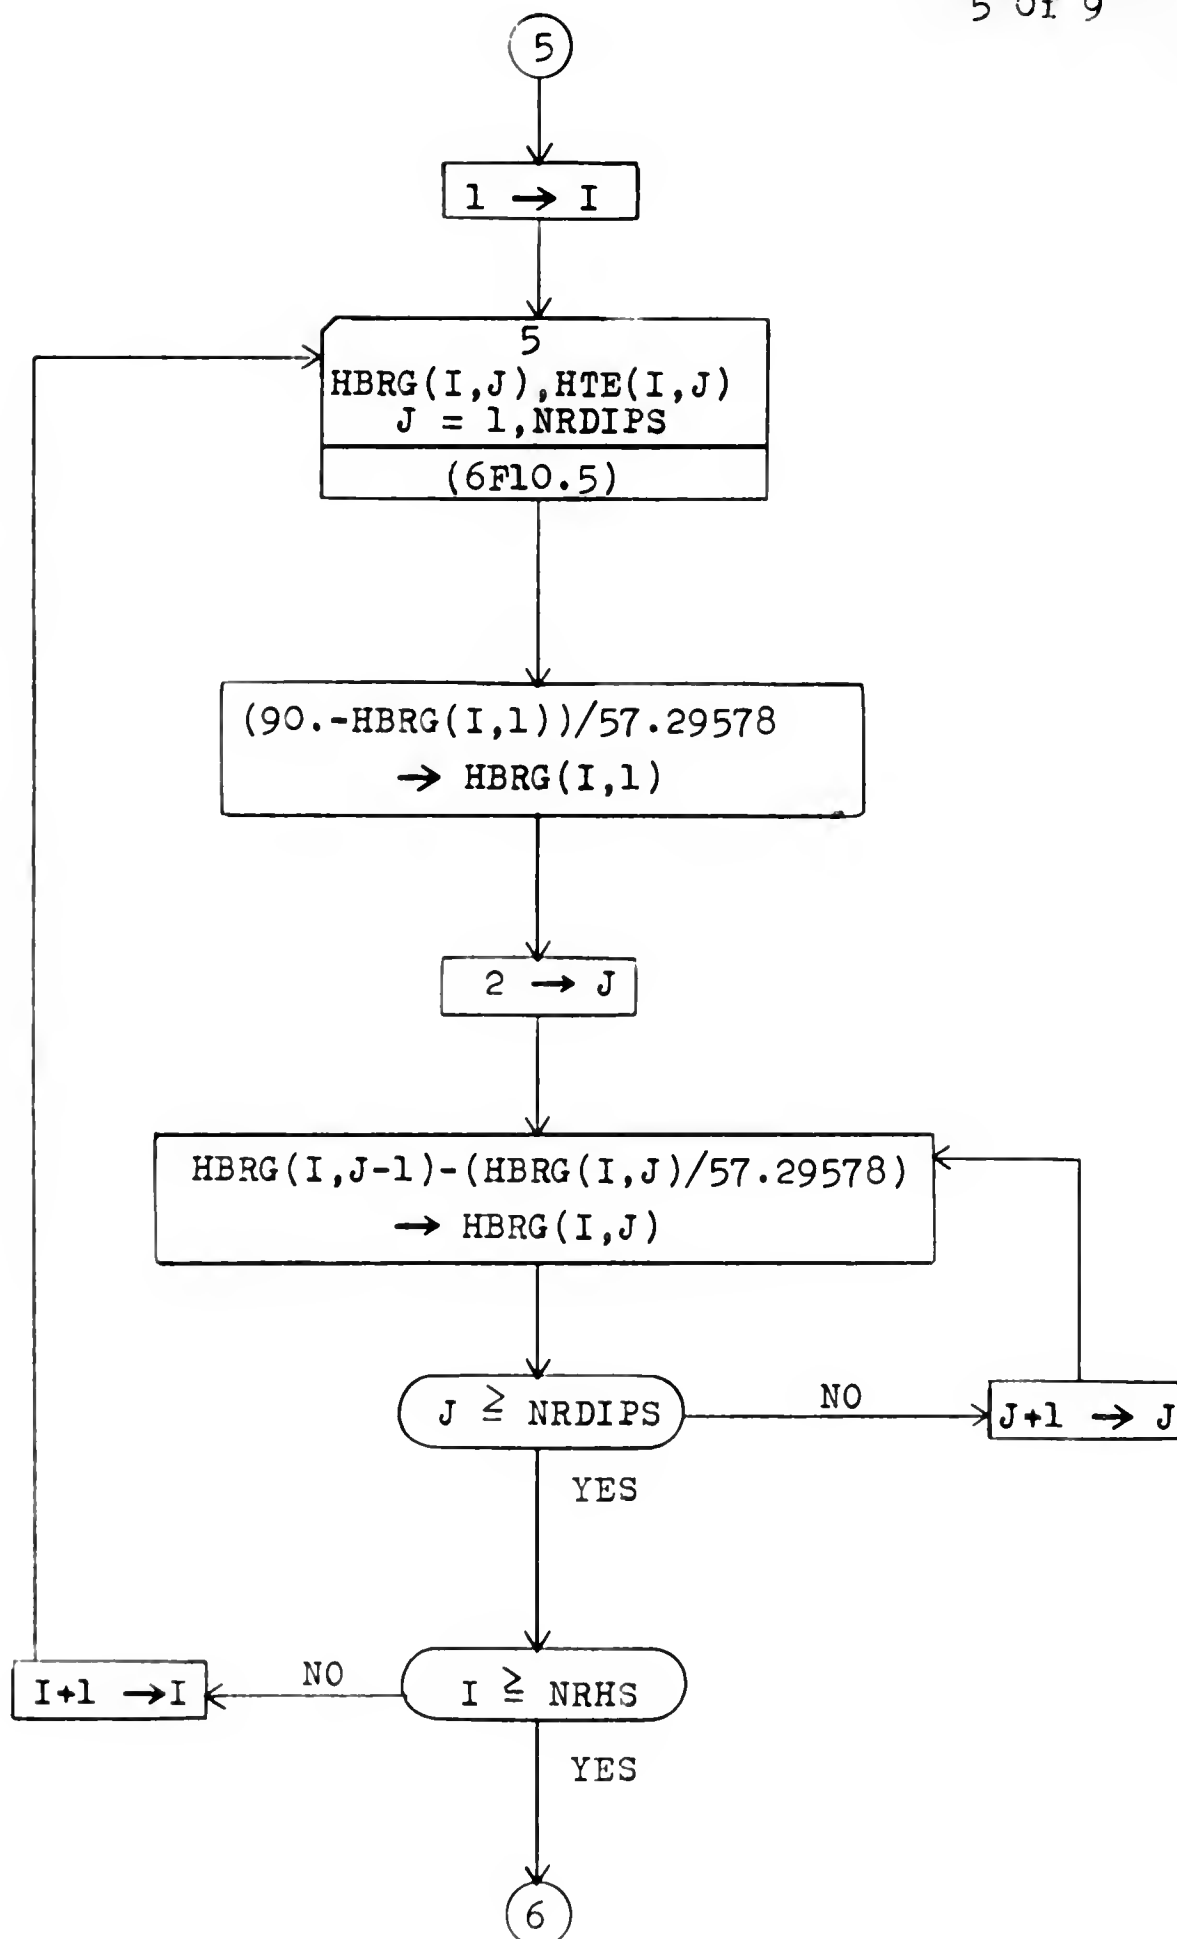 5 of 9
5
1 → I
5
HBRG(I,J),HTE(I,J)
J = 1,NRDIPS
(6F10.5)
(90.-HBRG(I,1))/57.29578
→ HBRG(I,1)
2 → J
HBRG(I,J-1)-(HBRG(I,J)/57.29578)
→ HBRG(I,J)
J ≧ NRDIPS
NO
J+1 → J
YES
I+1 → I
NO
I ≧ NRHS
YES
6